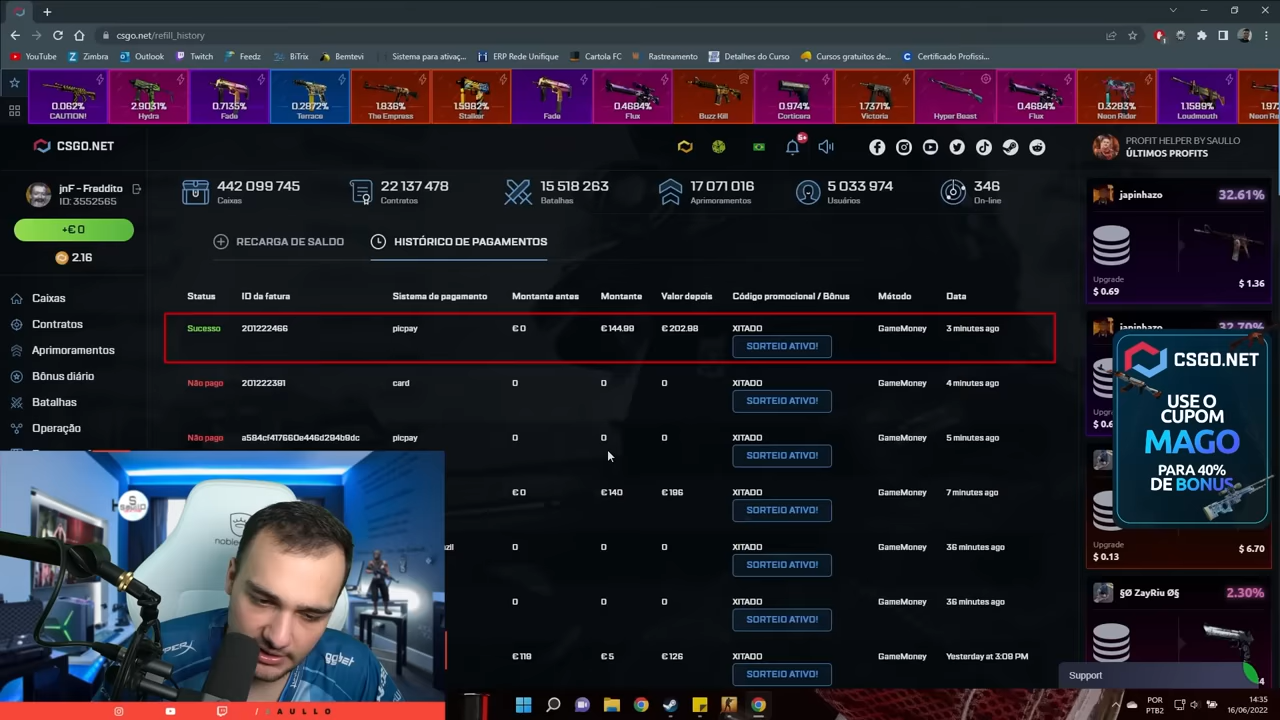 csgo.net/refill_history
YouTube
Zimbra
Outlook
Twitch
Feedz
BiTrix
Bemtevi
Sistema para ativaç...
ERP Rede Unifique
Cartola FC
Rastreamento
Detalhes do Curso
Cursos gratuitos de...
Certificado Profissi...
0.062%
CAUTION!
2.9031%
Hydra
0.7135%
Fade
0.2872%
Terrace
1.836%
The Empress
1.5982%
Stalker
Fade
0.4684%
Flux
Buzz Kill
0.974%
Corticera
1.7371%
Victoria
Hyper Beast
0.4684%
Flux
0.3283%
Neon Rider
1.1589%
Loudmouth
CSGO.NET
5+
PROFIT HELPER BY SAULLO
ÚLTIMOS PROFITS
jnF - Freddito
ID: 3552565
+€ 0
2.16
442 099 745
Caixas
22 137 478
Contratos
15 518 263
Batalhas
17 071 016
Aprimoramentos
5 033 974
Usuários
346
On-line
RECARGA DE SALDO
HISTÓRICO DE PAGAMENTOS
Caixas
Contratos
Aprimoramentos
Bônus diário
Batalhas
Operação
Status ID da fatura Sistema de pagamento Montante antes Montante Valor depois Código promocional / Bônus Método Data
Sucesso 201222466 picpay € 0 € 144.99 € 202.98 XITADO GameMoney 3 minutes ago
SORTEIO ATIVO!
Não pago 201222391 card 0 0 0 XITADO GameMoney 4 minutes ago
SORTEIO ATIVO!
Não pago a594cf417660e446d294b9dc picpay 0 0 0 XITADO GameMoney 5 minutes ago
SORTEIO ATIVO!
€ 0 € 140 € 196 XITADO GameMoney 7 minutes ago
SORTEIO ATIVO!
0 0 0 XITADO GameMoney 36 minutes ago
SORTEIO ATIVO!
0 0 0 XITADO GameMoney 36 minutes ago
SORTEIO ATIVO!
€ 119 € 5 € 126 XITADO GameMoney Yesterday at 3:09 PM
SORTEIO ATIVO!
japinhazo 32.61%
Upgrade
$ 0.69 $ 1.36
japinhazo 32.70%
CSGO.NET
USE O
CUPOM
MAGO
PARA 40%
DE BONUS
Upgrade
$ 0.13 $ 6.70
§Ø ZayRiu Ø§ 2.30%
Support
AULLO
POR
PTB2
14:35
16/06/2022